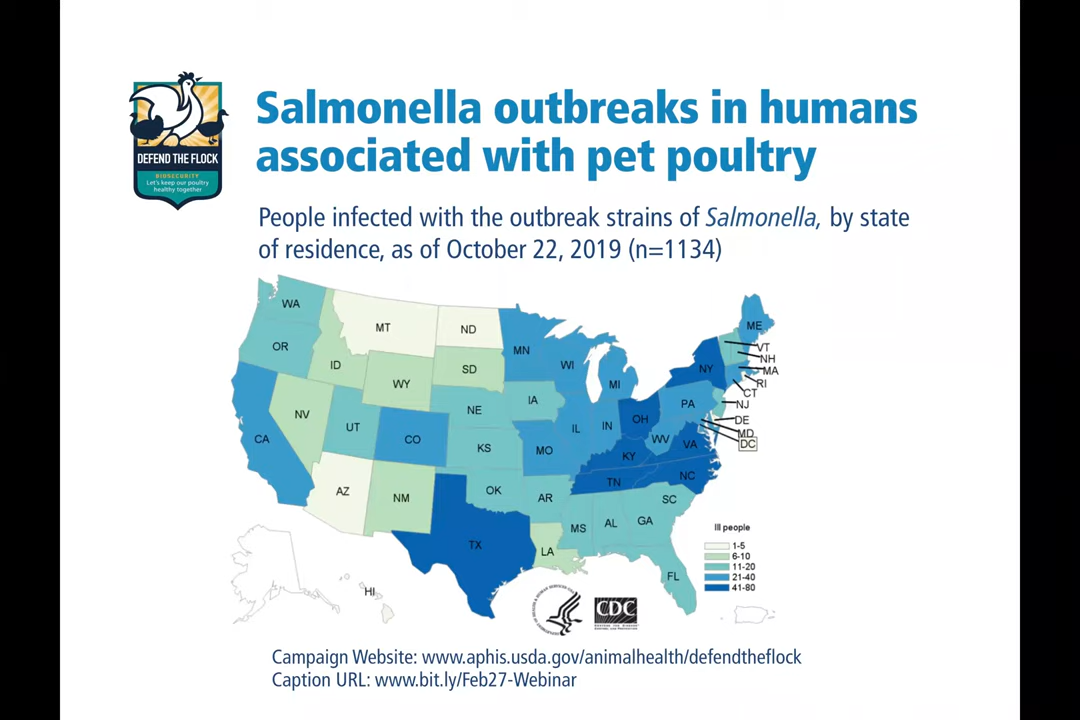 Salmonella outbreaks in humans
associated with pet poultry
DEFEND THE FLOCK
BIOSECURITY
Let's keep our poultry
healthy together
People infected with the outbreak strains of Salmonella, by state
of residence, as of October 22, 2019 (n=1134)
WA
MT
ND
OR
ID
WY
SD
MN
WI
MI
ME
VT
NH
MA
RI
CT
NJ
DE
MD
DC
NY
PA
NV
UT
CO
NE
IA
KS
MO
IL
IN
OH
WV
VA
KY
CA
AZ
NM
OK
AR
TN
NC
SC
TX
LA
MS
AL
GA
FL
HI
Ill people
1-5
6-10
11-20
21-40
41-80
CDC
Campaign Website: www.aphis.usda.gov/animalhealth/defendtheflock
Caption URL: www.bit.ly/Feb27-Webinar